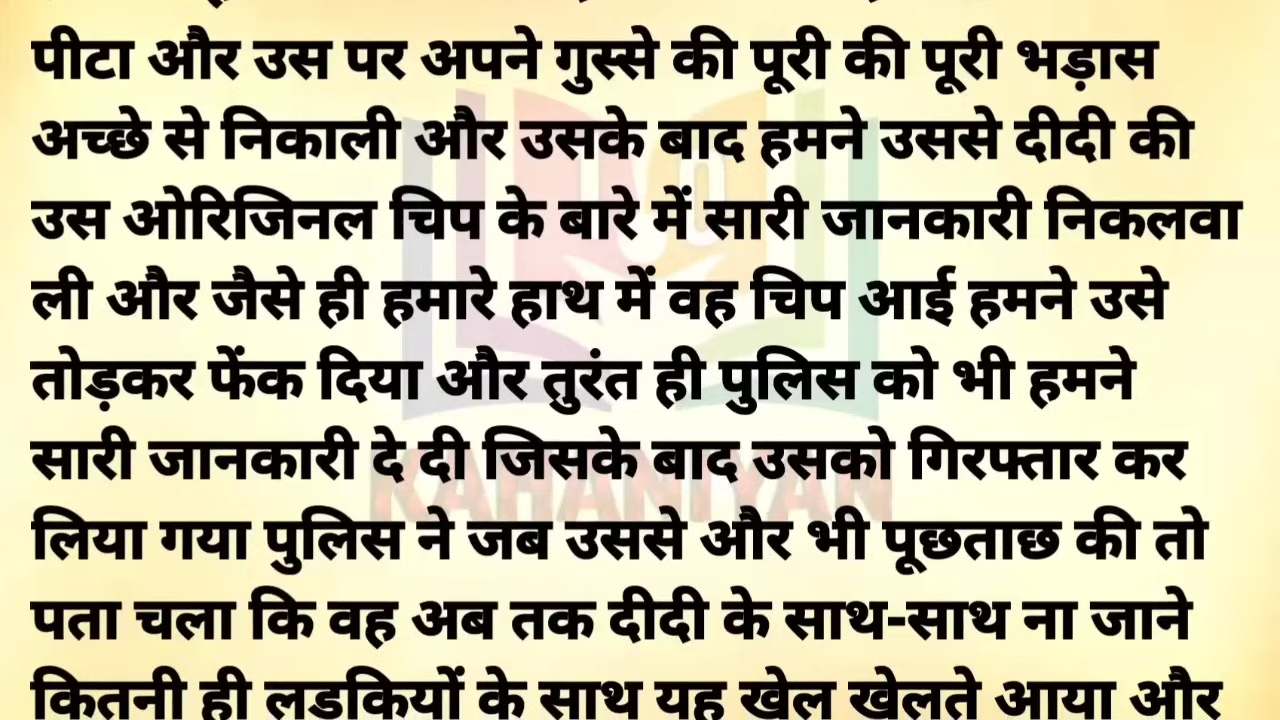 पीटा और उस पर अपने गुस्से की पूरी की पूरी भड़ास
अच्छे से निकाली और उसके बाद हमने उससे दीदी की
उस ओरिजिनल चिप के बारे में सारी जानकारी निकलवा
ली और जैसे ही हमारे हाथ में वह चिप आई हमने उसे
तोड़कर फेंक दिया और तुरंत ही पुलिस को भी हमने
सारी जानकारी दे दी जिसके बाद उसको गिरफ्तार कर
लिया गया पुलिस ने जब उससे और भी पूछताछ की तो
पता चला कि वह अब तक दीदी के साथ-साथ ना जाने
कितनी ही लडकियों के साथ यह खेल खेलते आया और
KAHANIYAN